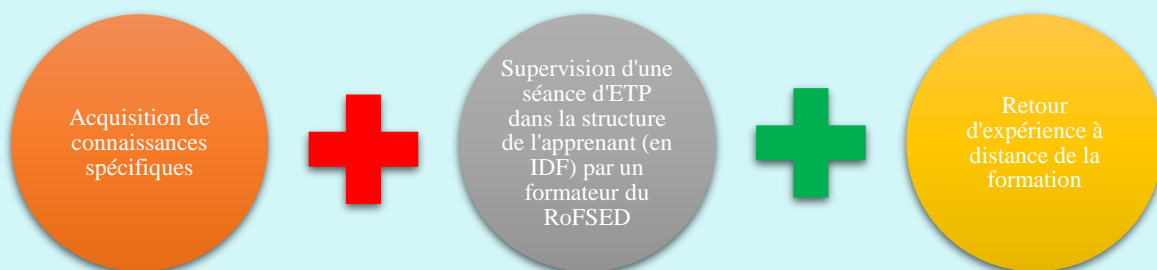 Acquisition de
connaissances
spécifiques
Supervision d'une
séance d'ETP
dans la structure
de l'apprenant (en
IDF) par un
formateur du
RoFSED
Retour
d'expérience à
distance de la
formation